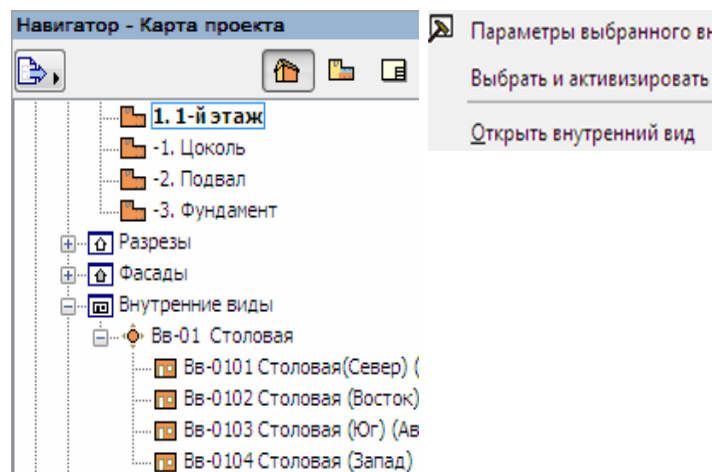 Навигатор - Карта проекта
1. 1-й этаж
-1. Цоколь
-2. Подвал
-3. Фундамент
Разрезы
Фасады
Внутренние виды
Вв-01 Столовая
Вв-0101 Столовая(Север) (
Вв-0102 Столовая (Восток)
Вв-0103 Столовая (Юг) (Ав
Вв-0104 Столовая (Запад)
Параметры выбранного вн
Выбрать и активизировать
Открыть внутренний вид